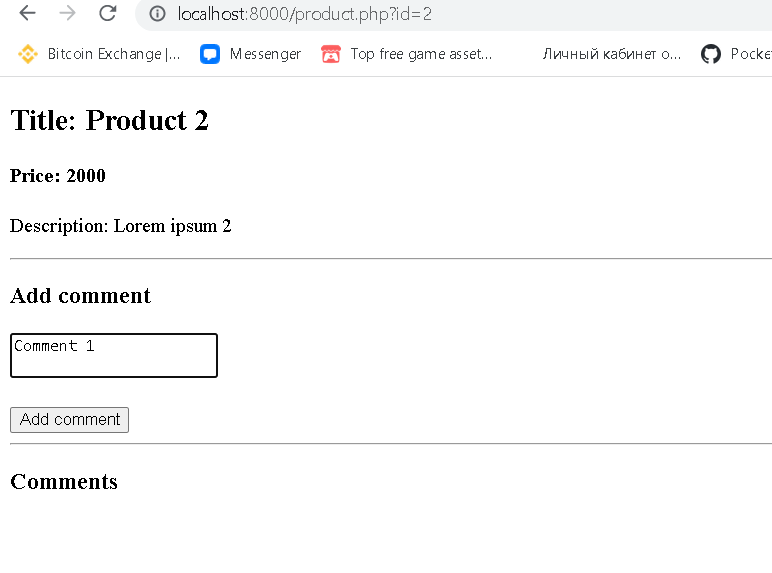 localhost:8000/product.php?id=2
Bitcoin Exchange |... Messenger Top free game asset... Личный кабинет о...
Title: Product 2
Price: 2000
Description: Lorem ipsum 2
Add comment
Comment 1
Add comment
Comments